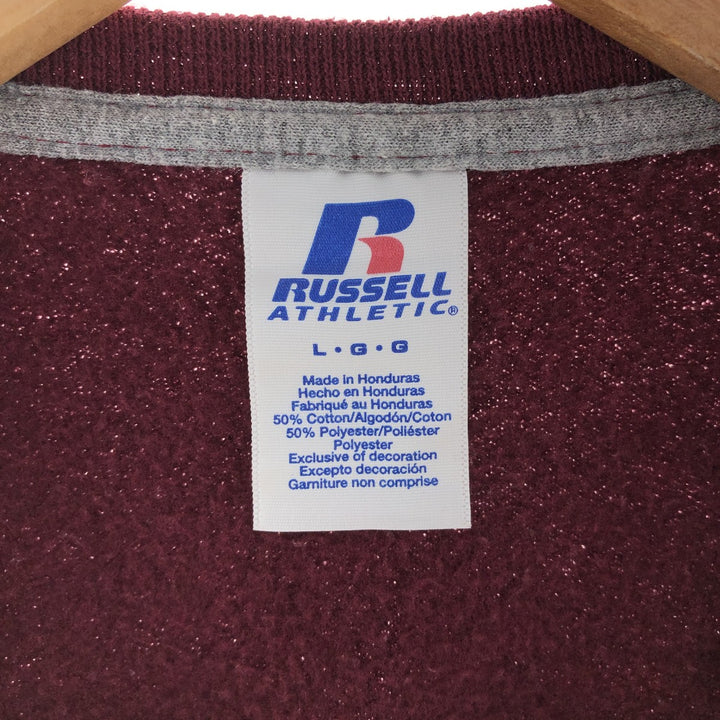 R
RUSSELL
ATHLETIC®
L • G • G
Made in Honduras
Hecho en Honduras
Fabriqué au Honduras
50% Cotton/Algodón/Coton
50% Polyester/Poliéster
Polyester
Exclusive of decoration
Excepto decoración
Garniture non comprise